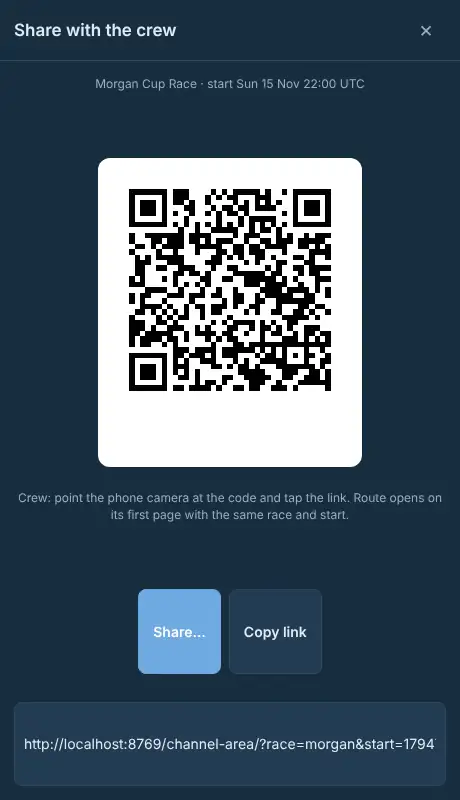 Share with the crew
Morgan Cup Race · start Sun 15 Nov 22:00 UTC
Crew: point the phone camera at the code and tap the link. Route opens on
its first page with the same race and start.
Share...
Copy link
http://localhost:8769/channel-area/?race=morgan&start=1794